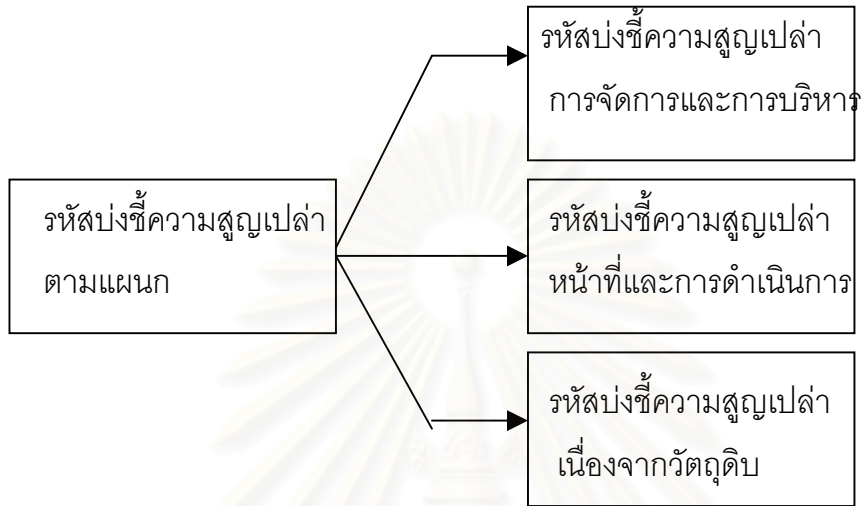 รหัสบ่งชี้ความสูญเปล่า
การจัดการและการบริหาร
รหัสบ่งชี้ความสูญเปล่า
ตามแผนก
รหัสบ่งชี้ความสูญเปล่า
หน้าที่และการดำเนินการ
รหัสบ่งชี้ความสูญเปล่า
เนื่องจากวัตถุดิบ